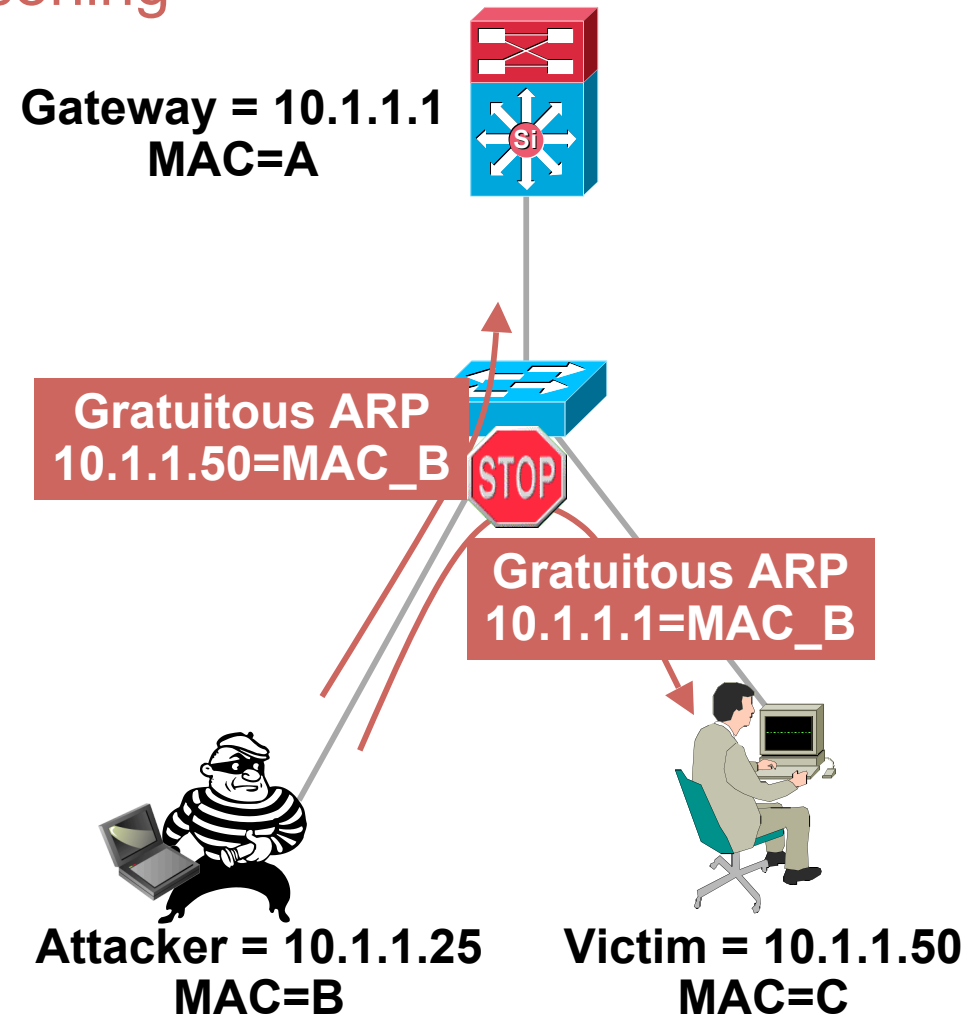 Gateway = 10.1.1.1
MAC=A
Si
Gratuitous ARP
10.1.1.50=MAC_B
STOP
Gratuitous ARP
10.1.1.1=MAC_B
Attacker = 10.1.1.25
MAC=B
Victim = 10.1.1.50
MAC=C